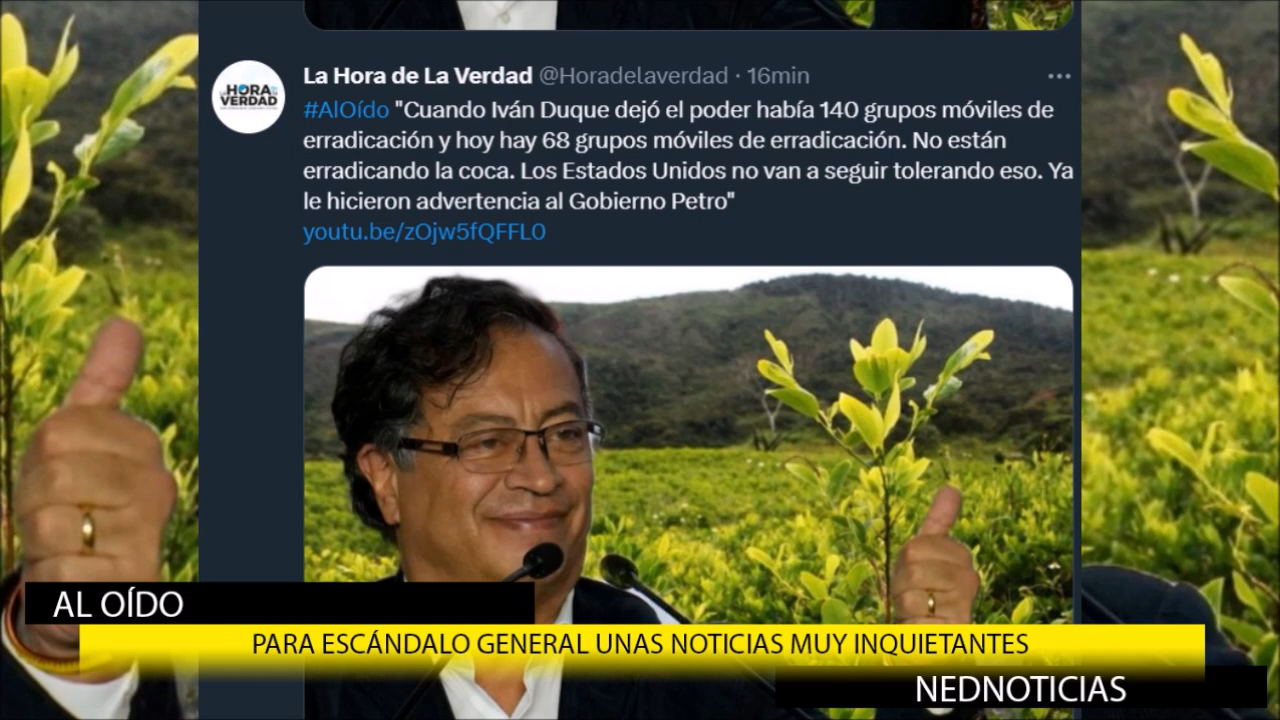 La Hora de La Verdad @Horadelaverdad · 16min
HORA
VERDAD
#AlOído "Cuando Iván Duque dejó el poder había 140 grupos móviles de
erradicación y hoy hay 68 grupos móviles de erradicación. No están
erradicando la coca. Los Estados Unidos no van a seguir tolerando eso. Ya
le hicieron advertencia al Gobierno Petro"
youtu.be/zOjw5fQFFL0
AL OÍDO
PARA ESCÁNDALO GENERAL UNAS NOTICIAS MUY INQUIETANTES
NEDNOTICIAS